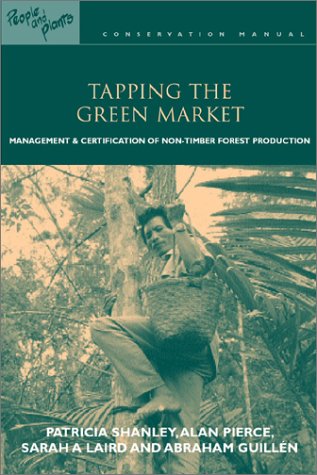 People and plants
CONSERVATION MANUAL
TAPPING THE
GREEN MARKET
MANAGEMENT & CERTIFICATION OF NON-TIMBER FOREST PRODUCTION
PATRICIA SHANLEY, ALAN PIERCE,
SARAH A LAIRD AND ABRAHAM GUILLÉN